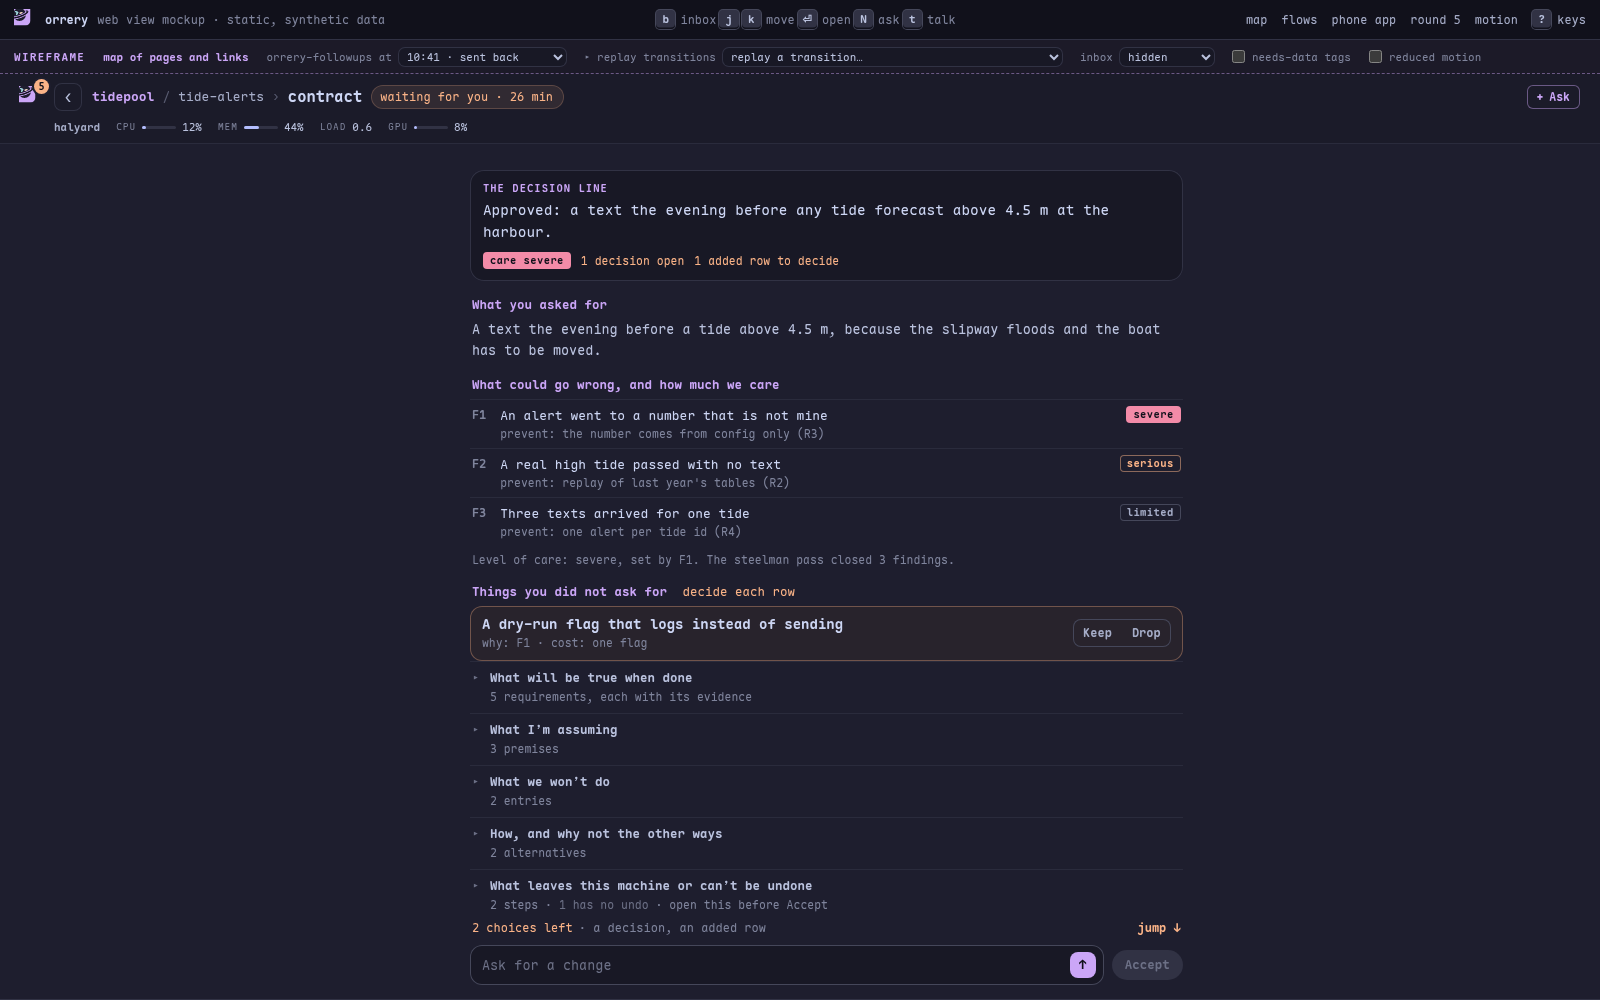 orrery web view mockup · static, synthetic data
b inbox j k move ⏎ open N ask t talk
map flows phone app round 5 motion ? keys
WIREFRAME map of pages and links orrery-followups at 10:41 · sent back ▸ replay transitions replay a transition… inbox hidden needs-data tags reduced motion
5 ‹ tidepool / tide-alerts › contract waiting for you · 26 min + Ask
halyard CPU 12% MEM 44% LOAD 0.6 GPU 8%
THE DECISION LINE
Approved: a text the evening before any tide forecast above 4.5 m at the
harbour.
care severe 1 decision open 1 added row to decide
What you asked for
A text the evening before a tide above 4.5 m, because the slipway floods and the boat
has to be moved.
What could go wrong, and how much we care
F1 An alert went to a number that is not mine severe
prevent: the number comes from config only (R3)
F2 A real high tide passed with no text serious
prevent: replay of last year's tables (R2)
F3 Three texts arrived for one tide limited
prevent: one alert per tide id (R4)
Level of care: severe, set by F1. The steelman pass closed 3 findings.
Things you did not ask for decide each row
A dry-run flag that logs instead of sending Keep Drop
why: F1 · cost: one flag
▸ What will be true when done
5 requirements, each with its evidence
▸ What I’m assuming
3 premises
▸ What we won’t do
2 entries
▸ How, and why not the other ways
2 alternatives
▸ What leaves this machine or can’t be undone
2 steps · 1 has no undo · open this before Accept
2 choices left · a decision, an added row jump ↓
Ask for a change ↑ Accept